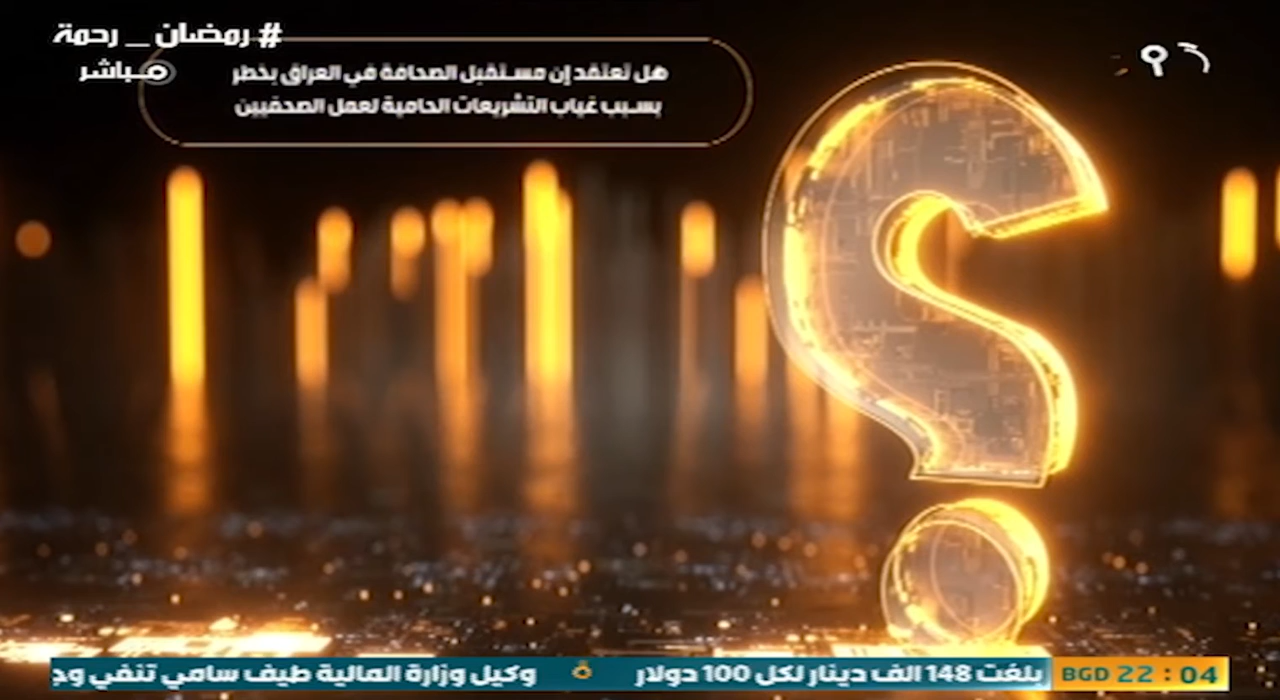 # رمضان _ رحمة
مباشر
هل تعتقد إن مستقبل الصحافة في العراق بخطر
بسبب غياب التشريعات الحامية لعمل الصحفيين
؟
بلغت 148 الف دينار لكل 100 دولار وكيل وزارة المالية طيف سامي تنفي وج
BGD 22 : 04